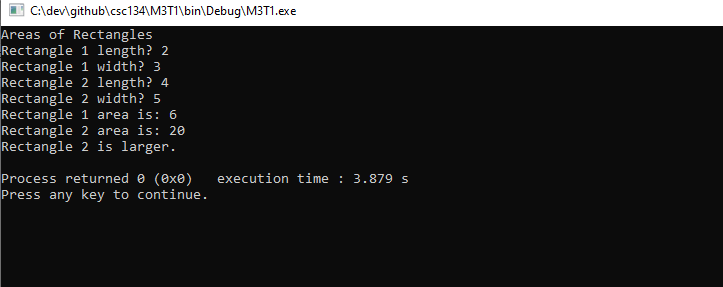 C:\dev\github\csc134\M3T1\bin\Debug\M3T1.exe
Areas of Rectangles
Rectangle 1 length? 2
Rectangle 1 width? 3
Rectangle 2 length? 4
Rectangle 2 width? 5
Rectangle 1 area is: 6
Rectangle 2 area is: 20
Rectangle 2 is larger.
Process returned 0 (0x0)   execution time : 3.879 s
Press any key to continue.